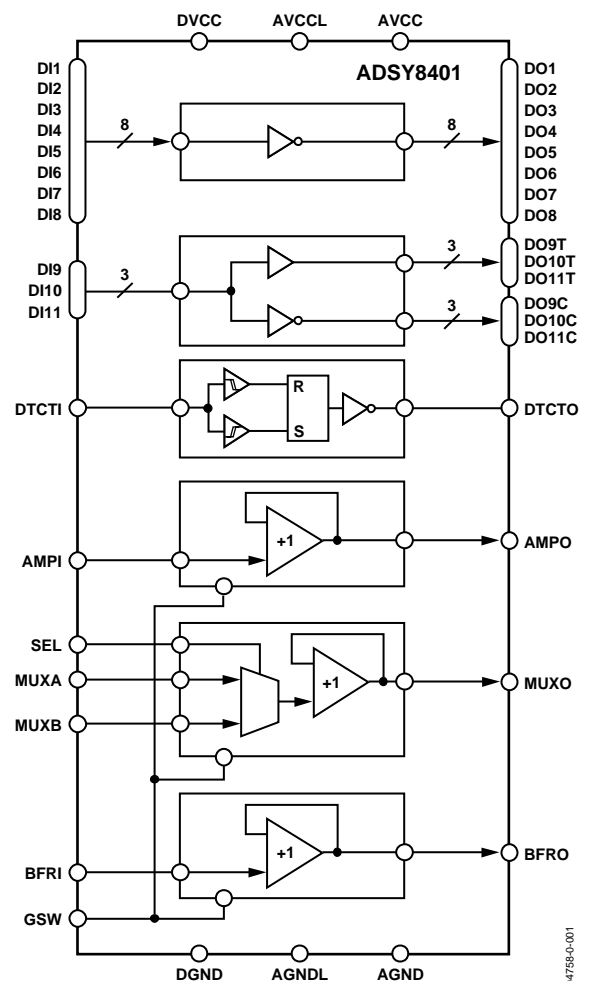 DVCC AVCCL AVCC
ADSY8401
DI1
DI2
DI3
DI4
DI5
DI6
DI7
DI8
8
8
DO1
DO2
DO3
DO4
DO5
DO6
DO7
DO8
DI9
DI10
DI11
3
3
3
DO9T
DO10T
DO11T
DO9C
DO10C
DO11C
DTCTI
R
S
DTCTO
AMPI
+1
AMPO
SEL
MUXA
MUXB
+1
MUXO
BFRI
+1
BFRO
GSW
DGND AGNDL AGND
4758-0-001